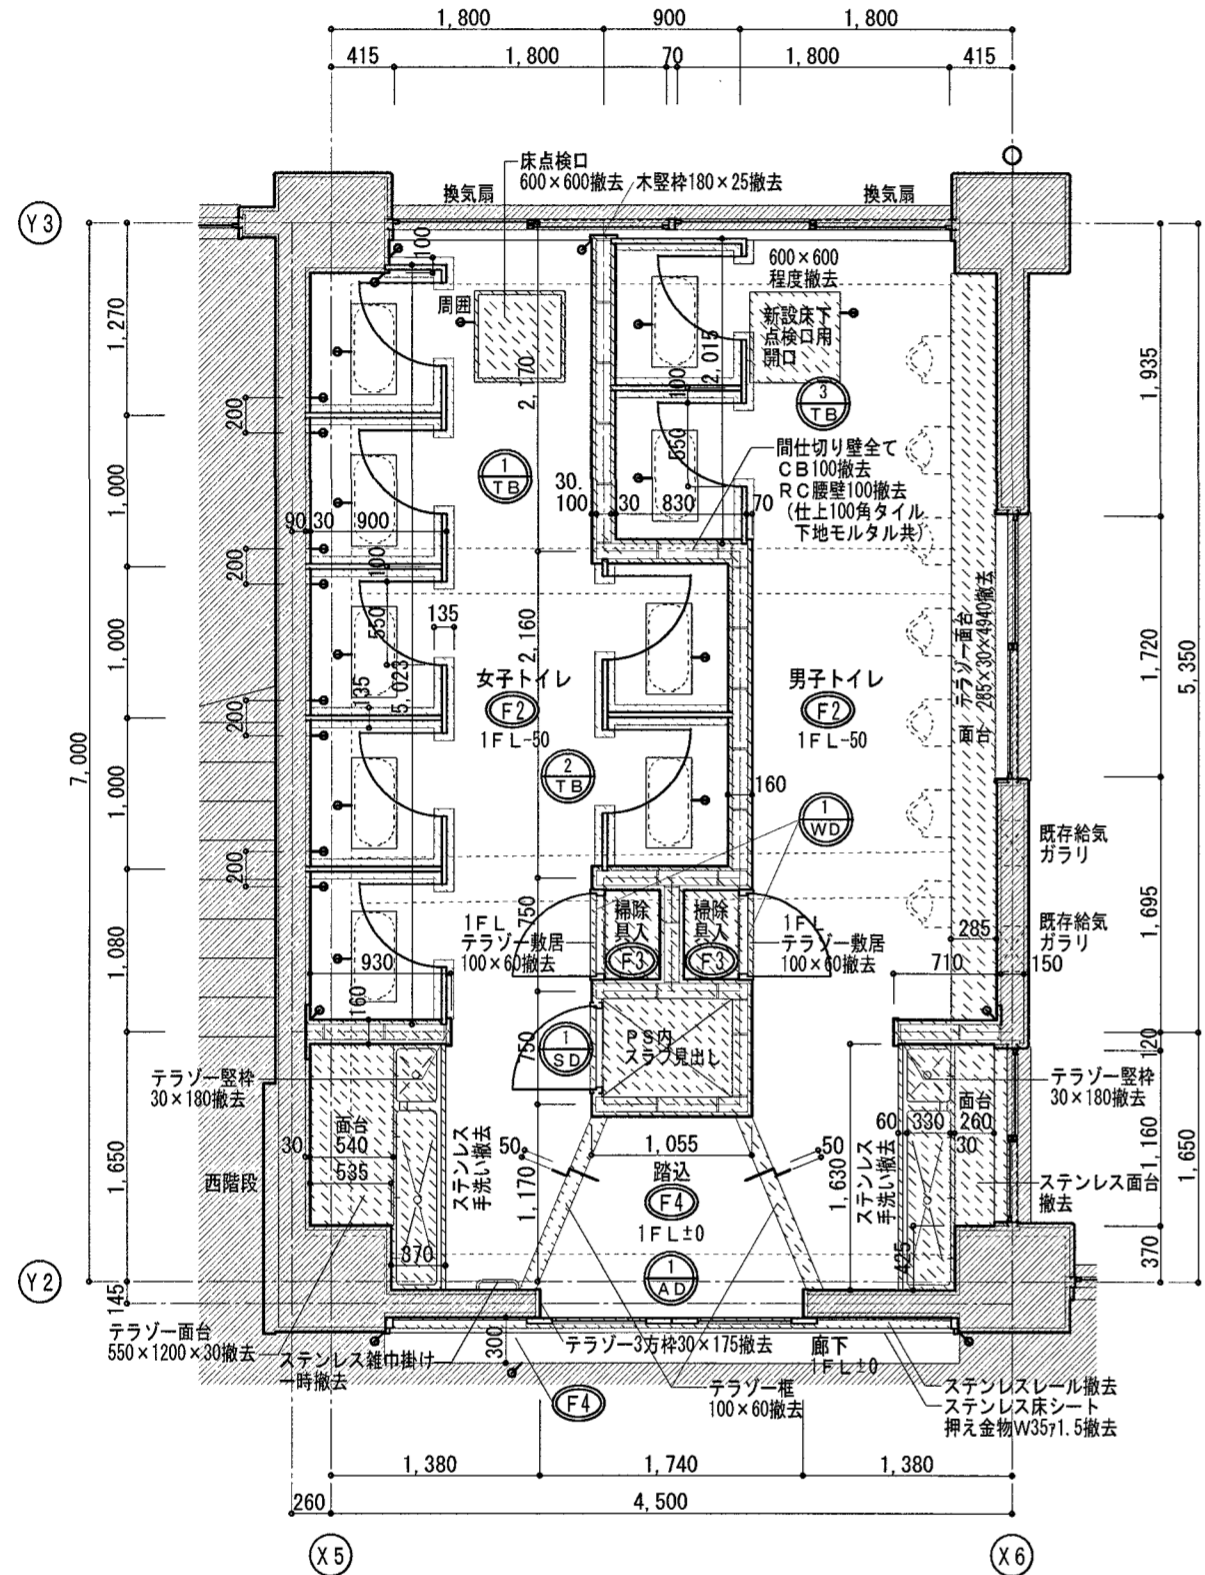 1,800
900
1,800
415
1,800
70
1,800
415
床点検口
600×600撤去
木竪枠180×25撤去
換気扇
換気扇
Y3
Y2
X5
X6
100
周囲
600×600
程度撤去
新設床下
点検口用
開口
2,015
2,170
100
550
3
TB
1
TB
間仕切り壁全て
CB100撤去
RC腰壁100撤去
(仕上100角タイル
下地モルタル共)
30.
100
30
830
70
90
30
900
200
200
200
200
100
550
135
135
5,023
2,160
女子トイレ
F2
1FL-50
男子トイレ
F2
1FL-50
2
TB
160
1
WD
テラゾー面台
面台 285×30×4940撤去
既存給気
ガラリ
既存給気
ガラリ
1,270
1,000
1,000
1,000
1,080
1,650
145
7,000
1,935
1,720
1,695
120
1,160
370
5,350
1,650
掃除
具入
F3
掃除
具入
F3
1FL
テラゾー敷居
100×60撤去
1FL
テラゾー敷居
100×60撤去
750
750
930
160
285
710
150
1
SD
PS内
スラブ見出し
テラゾー竪枠
30×180撤去
テラゾー竪枠
30×180撤去
面台
540
535
30
370
ステンレス
手洗い撤去
50
1,055
50
踏込
F4
1FL±0
1
AD
1,170
1,630
ステンレス
手洗い撤去
60
330
面台
260
30
425
ステンレス面台
撤去
西階段
テラゾー面台
550×1200×30撤去
ステンレス雑巾掛け
一時撤去
300
テラゾー3方枠30×175撤去
廊下
1FL±0
F4
テラゾー框
100×60撤去
ステンレスレール撤去
ステンレス床シート
押え金物W35ｱ1.5撤去
1,380
1,740
1,380
260
4,500